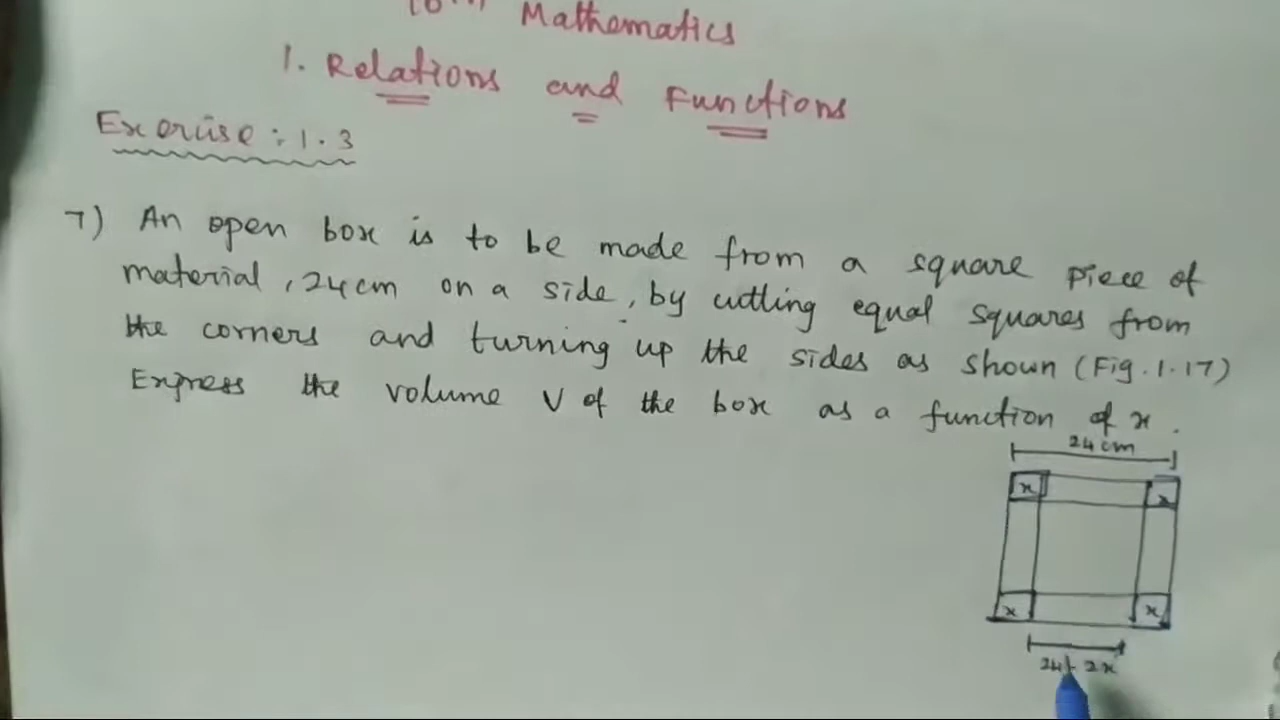 10th Mathematics
1. Relations and Functions
Exercise : 1.3
7) An open box is to be made from a square piece of
material, 24cm on a side, by cutting equal squares from
the corners and turning up the sides as shown (Fig. 1.17)
Express the volume V of the box as a function of x.
24cm
x x
x x
24-2x